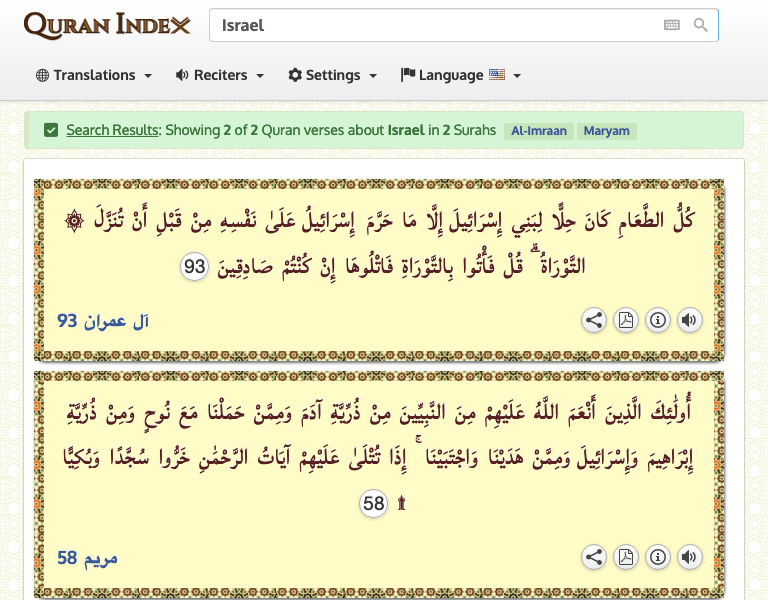 QURAN INDEX
Israel
Translations Reciters Settings Language
Search Results: Showing 2 of 2 Quran verses about Israel in 2 Surahs Al-Imraan Maryam
۞ كُلُّ الطَّعَامِ كَانَ حِلًّا لِبَنِي إِسْرَائِيلَ إِلَّا مَا حَرَّمَ إِسْرَائِيلُ عَلَىٰ نَفْسِهِ مِنْ قَبْلِ أَنْ تُنَزَّلَ
التَّوْرَاةُ ۗ قُلْ فَأْتُوا بِالتَّوْرَاةِ فَاتْلُوهَا إِنْ كُنْتُمْ صَادِقِينَ 93
آل عمران 93
أُولَٰئِكَ الَّذِينَ أَنْعَمَ اللَّهُ عَلَيْهِمْ مِنَ النَّبِيِّينَ مِنْ ذُرِّيَّةِ آدَمَ وَمِمَّنْ حَمَلْنَا مَعَ نُوحٍ وَمِنْ ذُرِّيَّةِ
إِبْرَاهِيمَ وَإِسْرَائِيلَ وَمِمَّنْ هَدَيْنَا وَاجْتَبَيْنَا ۚ إِذَا تُتْلَىٰ عَلَيْهِمْ آيَاتُ الرَّحْمَٰنِ خَرُّوا سُجَّدًا وَبُكِيًّا
۩ 58
مريم 58